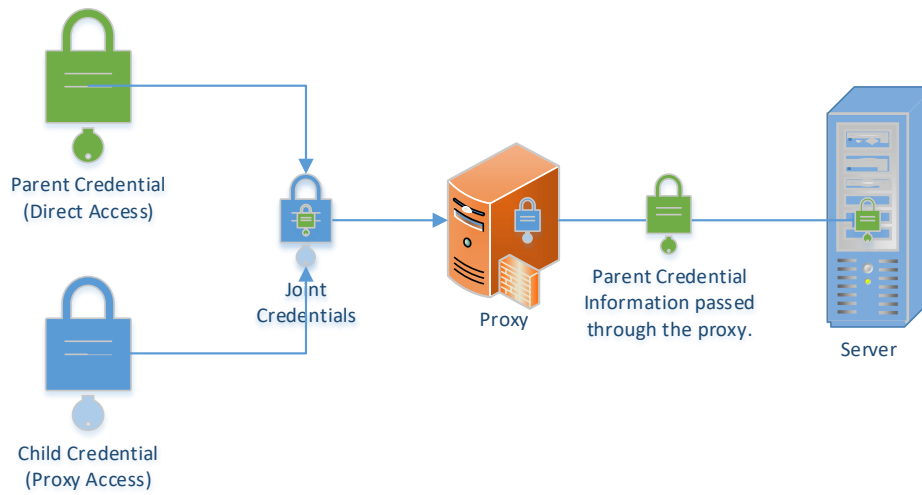 Parent Credential
(Direct Access)
Joint
Credentials
Proxy
Parent Credential
Information passed
through the proxy.
Server
Child Credential
(Proxy Access)